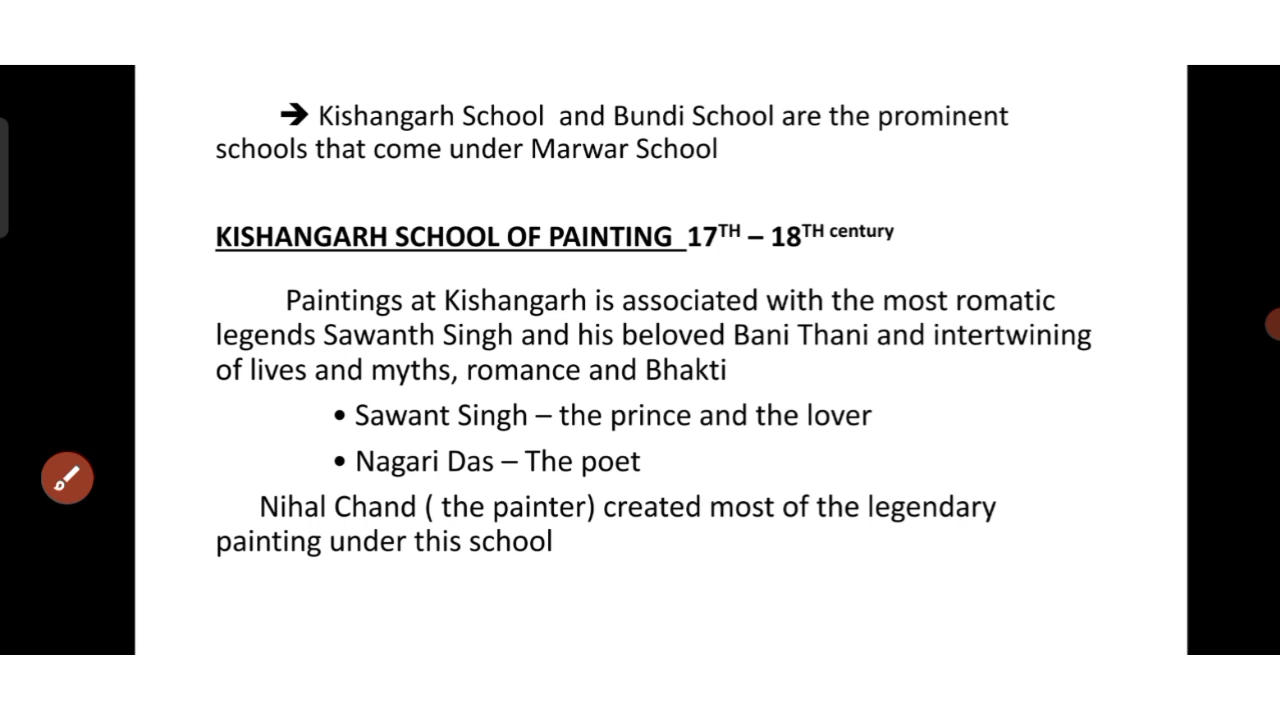 ➔ Kishangarh School and Bundi School are the prominent
schools that come under Marwar School
KISHANGARH SCHOOL OF PAINTING 17TH – 18TH century
Paintings at Kishangarh is associated with the most romatic
legends Sawanth Singh and his beloved Bani Thani and intertwining
of lives and myths, romance and Bhakti
• Sawant Singh – the prince and the lover
• Nagari Das – The poet
Nihal Chand ( the painter) created most of the legendary
painting under this school